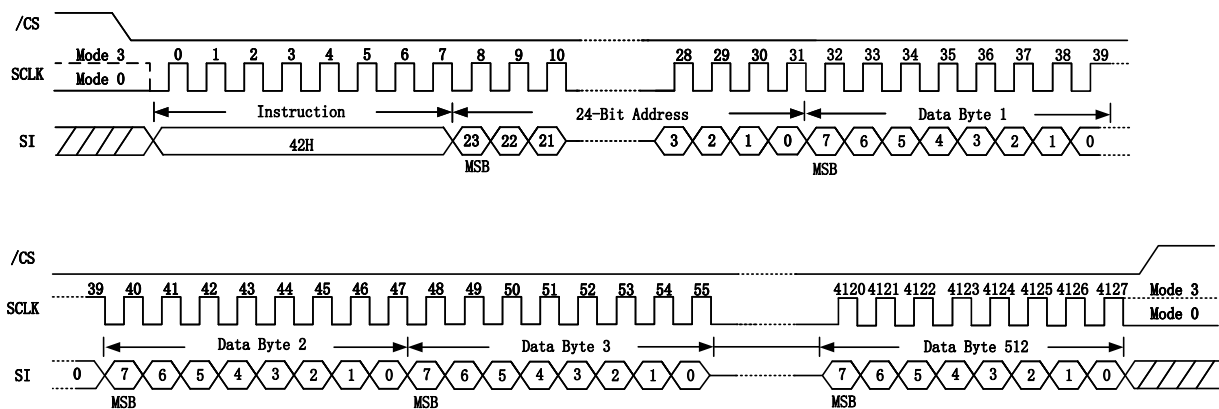 /CS
Mode 3 0 1 2 3 4 5 6 7 8 9 10 28 29 30 31 32 33 34 35 36 37 38 39
SCLK
Mode 0
Instruction 24-Bit Address Data Byte 1
SI 42H 23 22 21 3 2 1 0 7 6 5 4 3 2 1 0
MSB MSB
/CS
39 40 41 42 43 44 45 46 47 48 49 50 51 52 53 54 55 4120 4121 4122 4123 4124 4125 4126 4127 Mode 3
SCLK Mode 0
Data Byte 2 Data Byte 3 Data Byte 512
SI 0 7 6 5 4 3 2 1 0 7 6 5 4 3 2 1 0 7 6 5 4 3 2 1 0
MSB MSB MSB